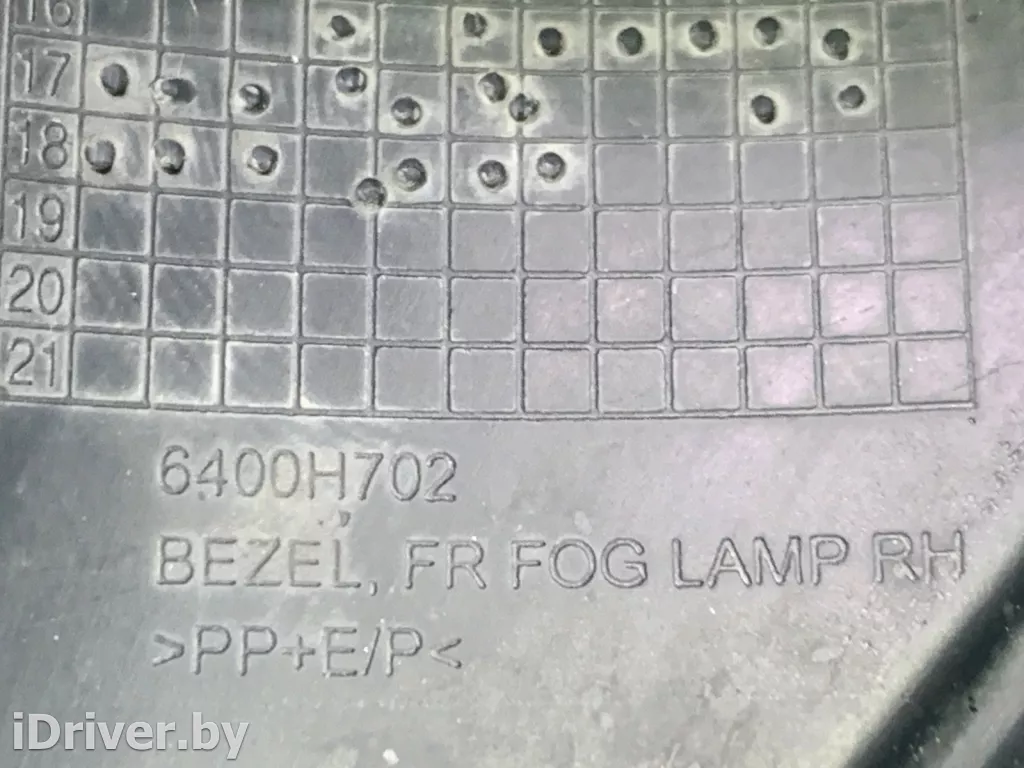 16
17
18
19
20
21
6400H702
BEZEL, FR FOG LAMP RH
>PP+E/P<
iDriver.by